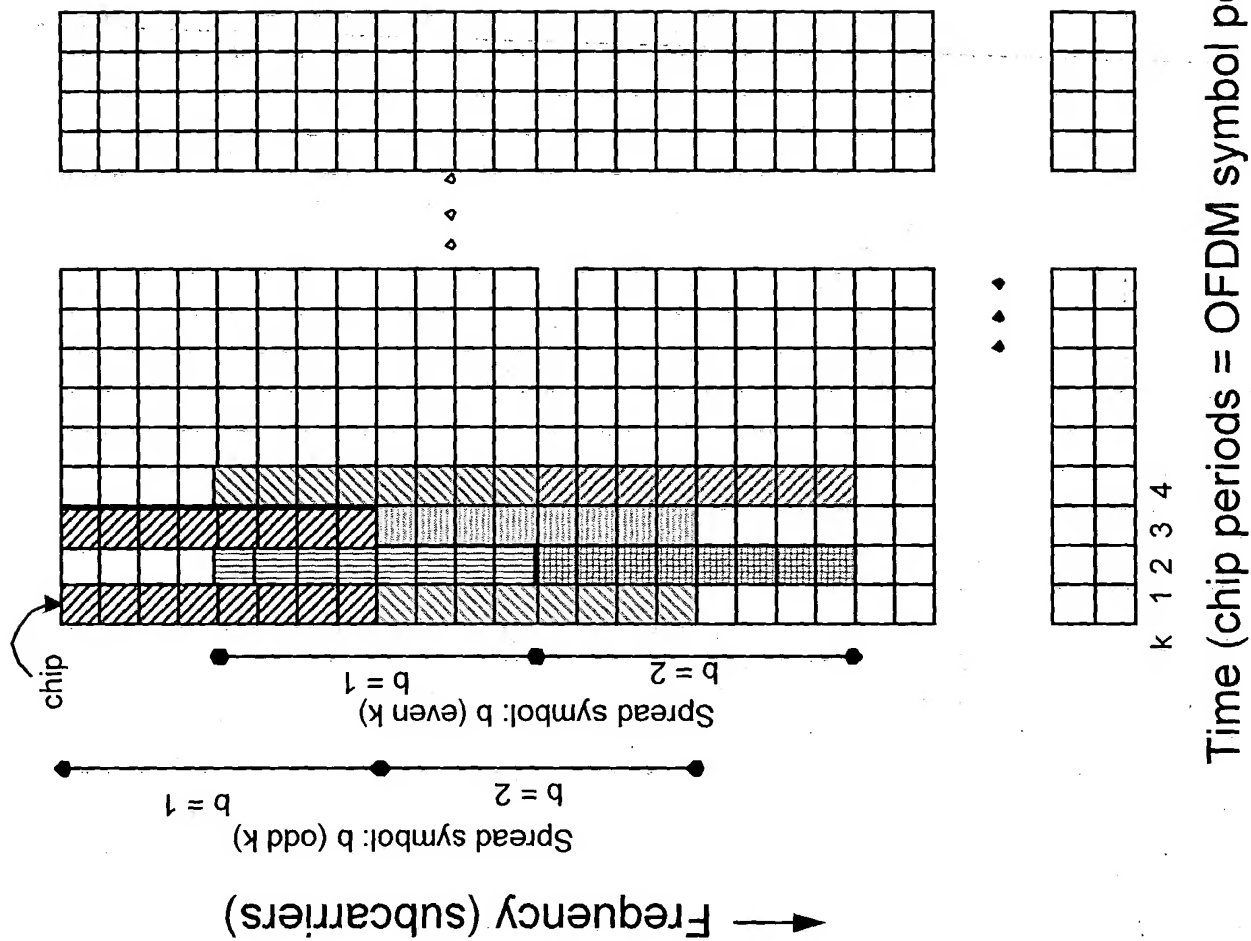 chip
Spread symbol: b (even k)
b = 1
b = 2
Spread symbol: b (odd k)
b = 1
b = 2
Frequency (subcarriers)
k 1 2 3 4
Time (chip periods = OFDM symbol